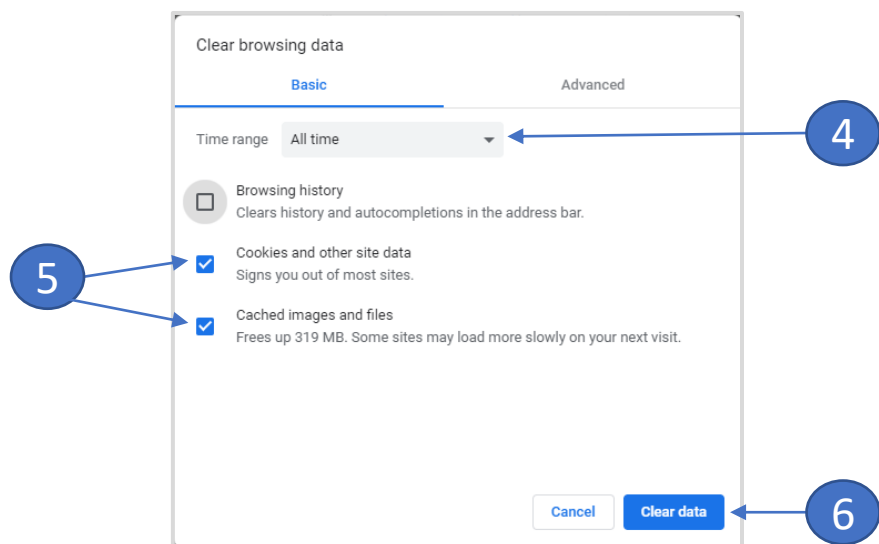 Clear browsing data
Basic
Advanced
Time range
All time
4
Browsing history
Clears history and autocompletions in the address bar.
5
Cookies and other site data
Signs you out of most sites.
Cached images and files
Frees up 319 MB. Some sites may load more slowly on your next visit.
Cancel
Clear data
6